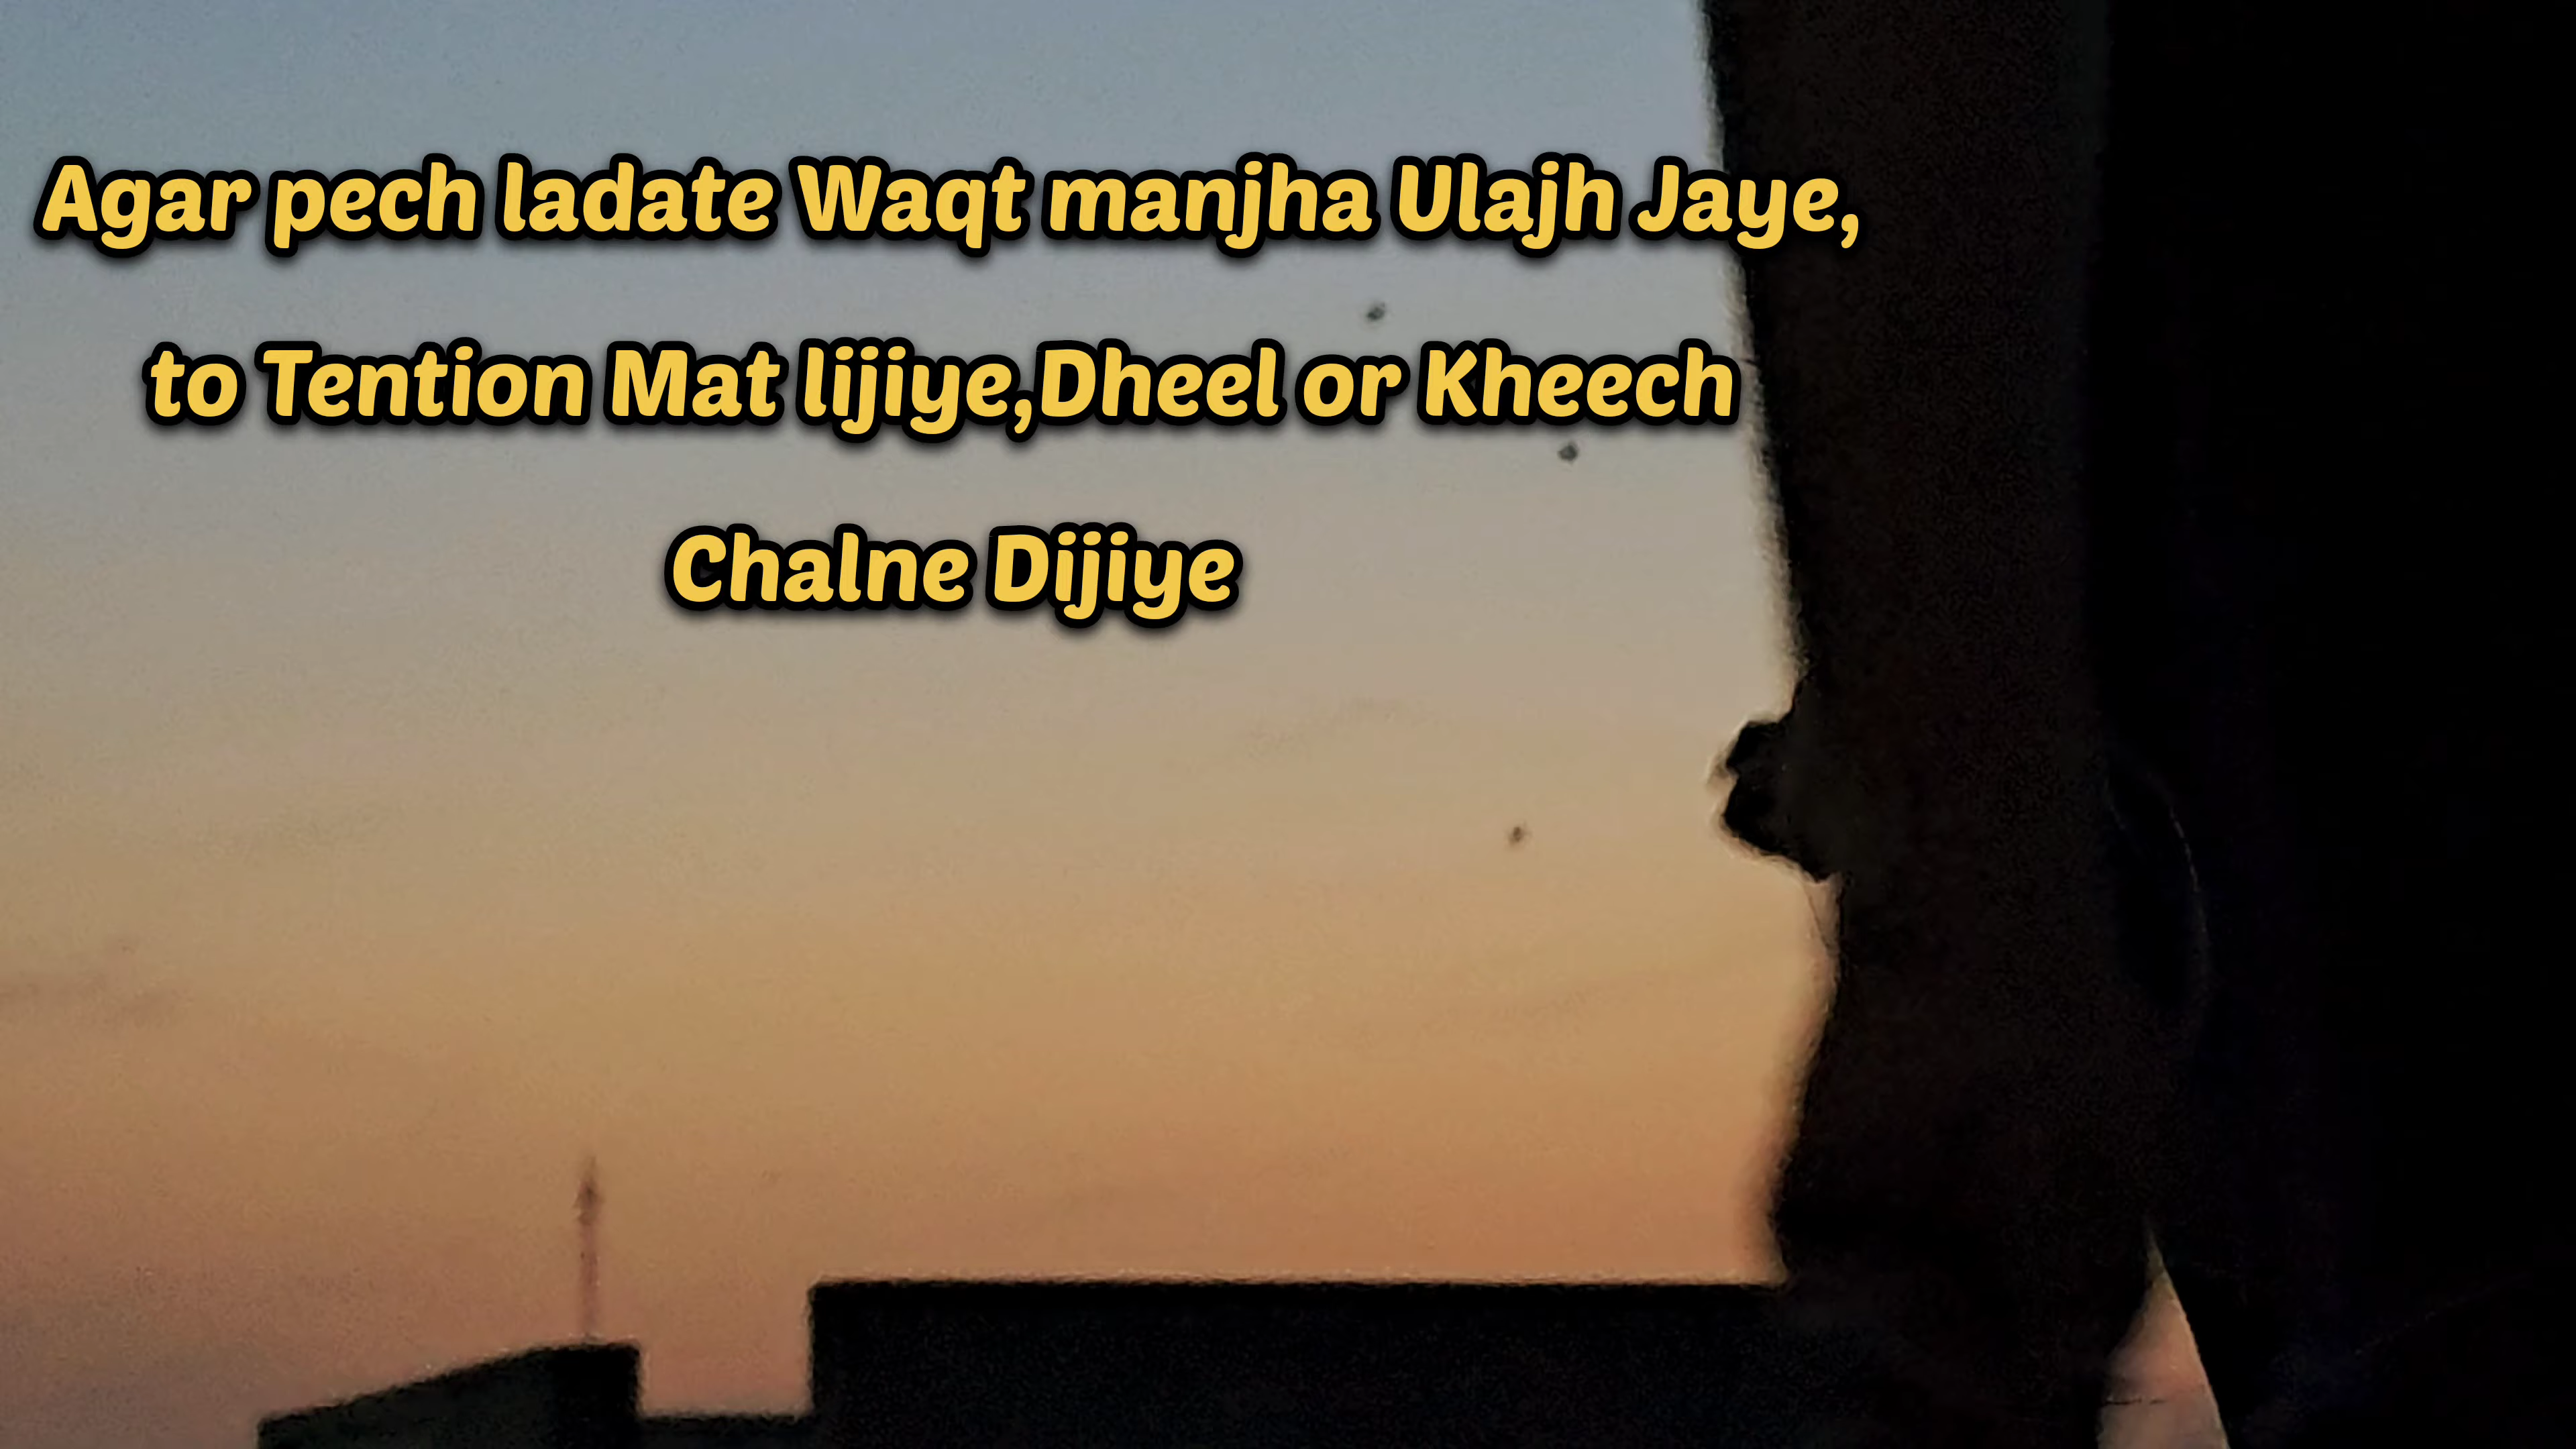 Agar pech ladate Waqt manjha Ulajh Jaye,
to Tention Mat lijiye,Dheel or Kheech
Chalne Dijiye